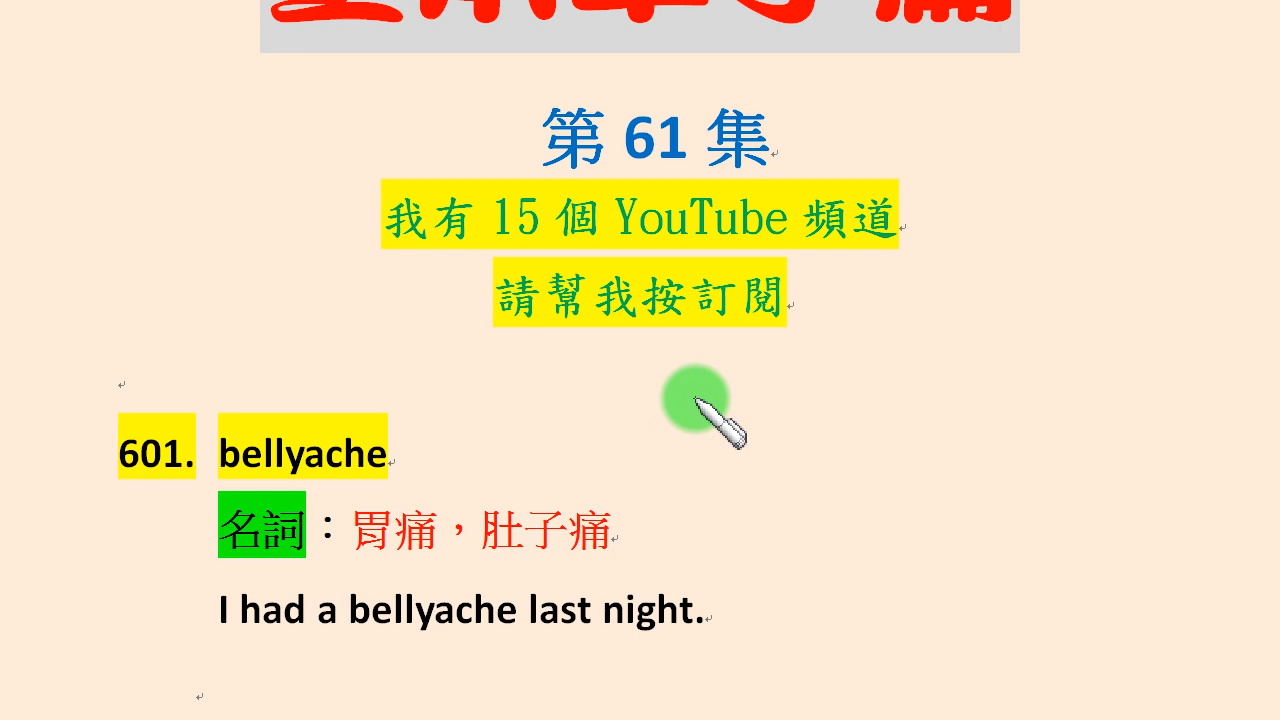 第 61 集
我有 15 個 YouTube 頻道
請幫我按訂閱
601. bellyache
名詞：胃痛，肚子痛
I had a bellyache last night.